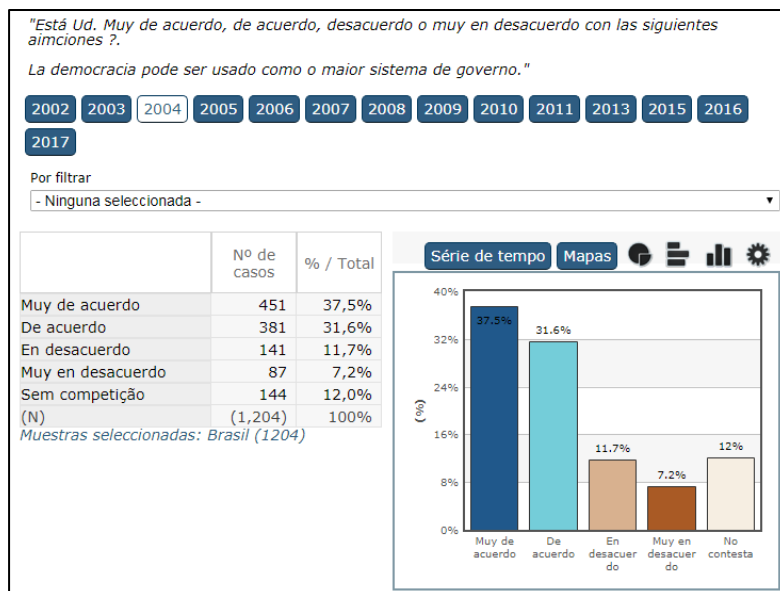 "Está Ud. Muy de acuerdo, de acuerdo, desacuerdo o muy en desacuerdo con las siguientes
aimciones ?.
La democracia pode ser usado como o maior sistema de governo."
2002 2003 2004 2005 2006 2007 2008 2009 2010 2011 2013 2015 2016
2017
Por filtrar
- Ninguna seleccionada -
Nº de
casos
% / Total
Muy de acuerdo 451 37,5%
De acuerdo 381 31,6%
En desacuerdo 141 11,7%
Muy en desacuerdo 87 7,2%
Sem competição 144 12,0%
(N) (1,204) 100%
Muestras seleccionadas: Brasil (1204)
Série de tempo Mapas
40%
32%
24%
16%
8%
0%
(%)
37.5%
31.6%
11.7%
7.2%
12%
Muy de
acuerdo
De
acuerdo
En
desacuer
do
Muy en
desacuer
do
No
contesta